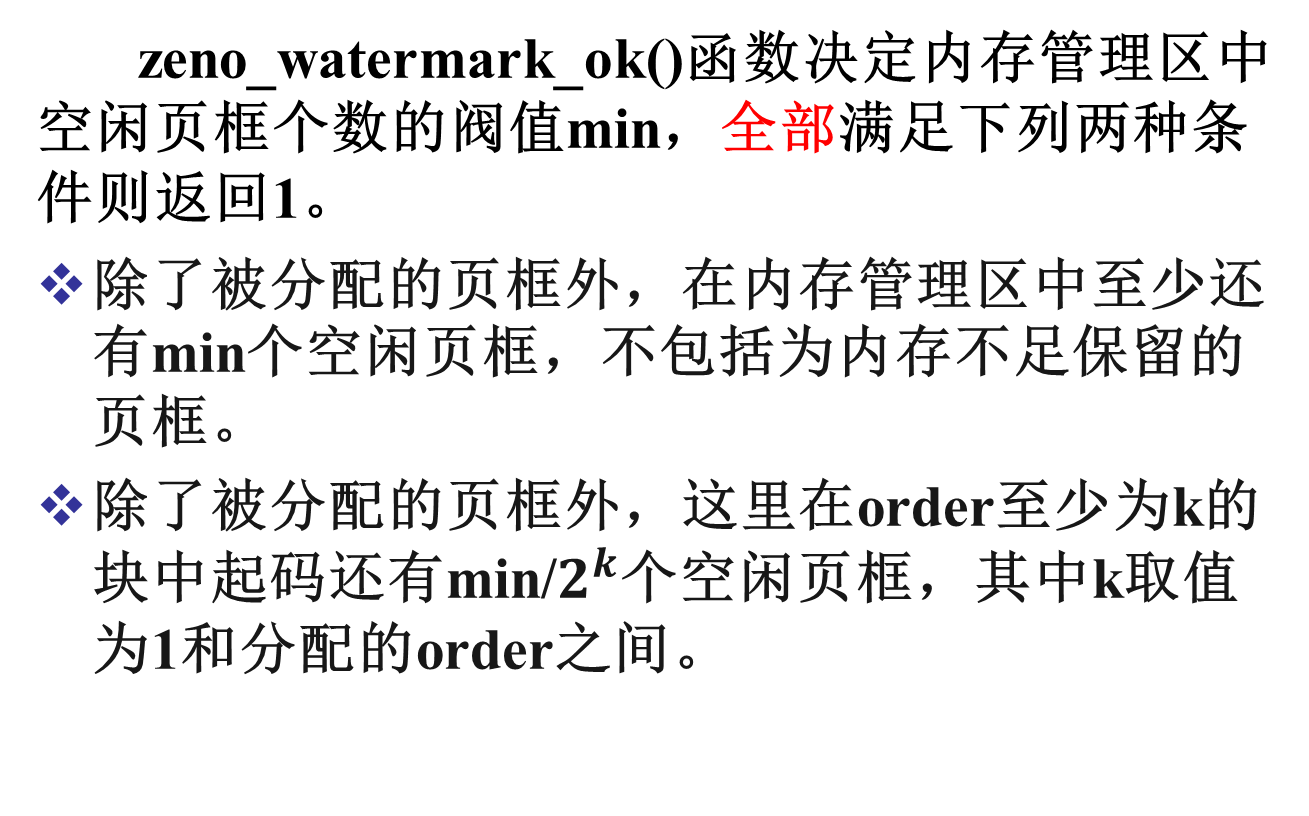 zeno_watermark_ok()函数决定内存管理区中
空闲页框个数的阀值min，全部满足下列两种条
件则返回1。
❖除了被分配的页框外，在内存管理区中至少还
有min个空闲页框，不包括为内存不足保留的
页框。
❖除了被分配的页框外，这里在order至少为k的
块中起码还有min/2^k个空闲页框，其中k取值
为1和分配的order之间。